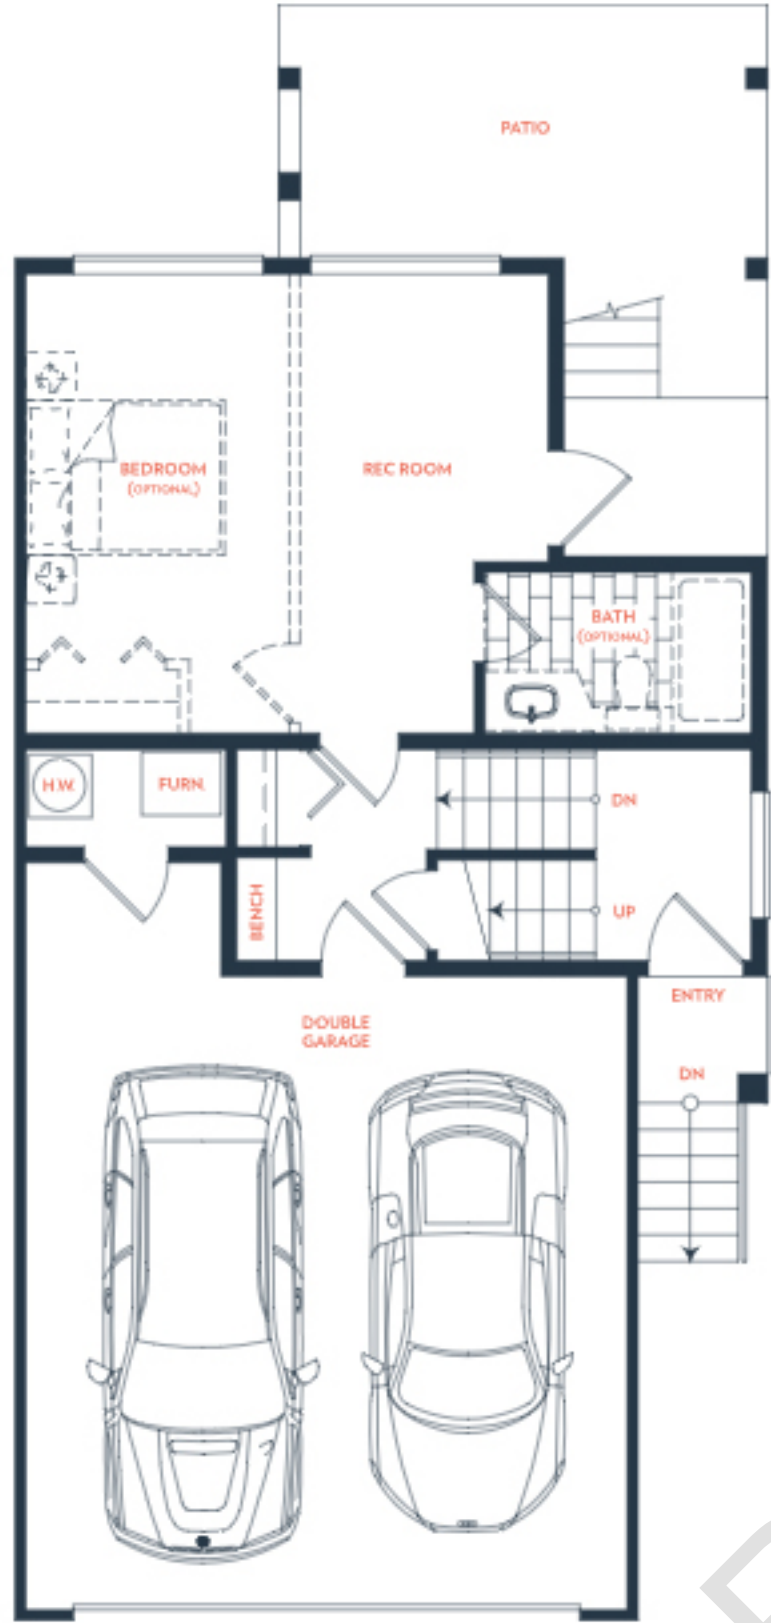 PATIO
BEDROOM
(OPTIONAL)
REC ROOM
BATH
(OPTIONAL)
H.W.
FURN.
DN
BENCH
UP
ENTRY
DOUBLE
GARAGE
DN